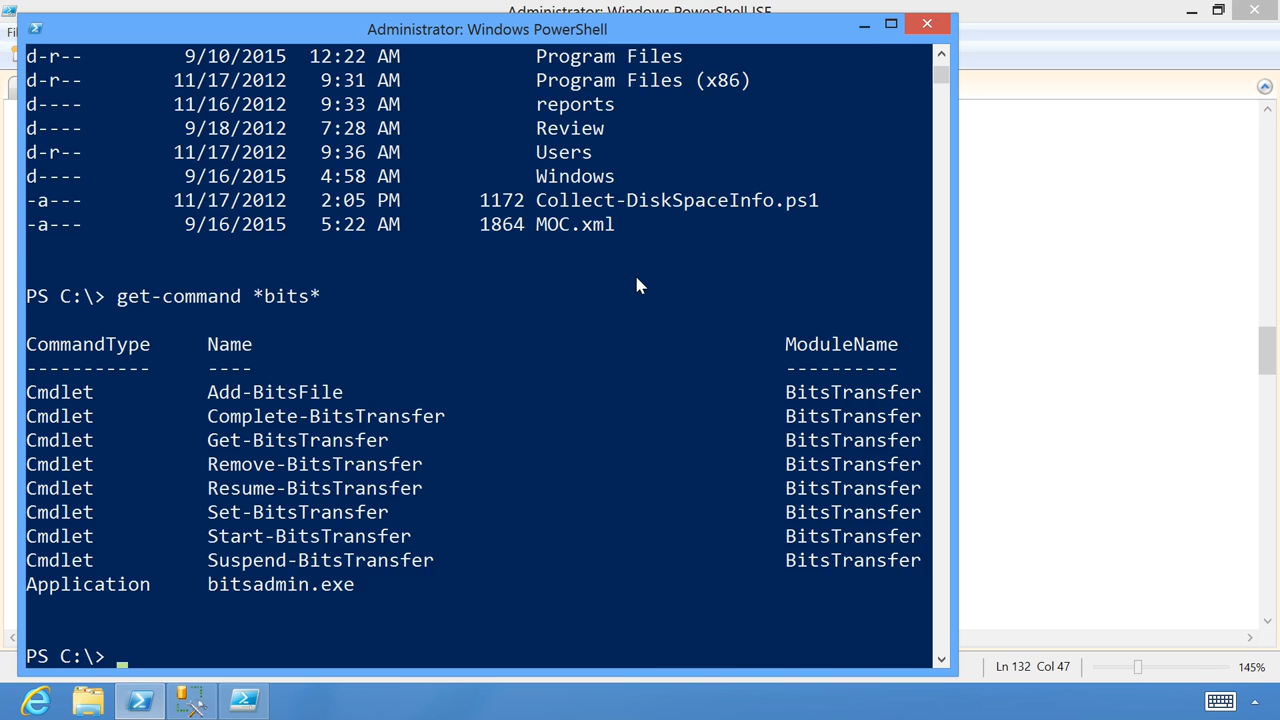 Administrator: Windows PowerShell ISE
Administrator: Windows PowerShell
d-r-- 9/10/2015 12:22 AM Program Files
d-r-- 11/17/2012 9:31 AM Program Files (x86)
d---- 11/16/2012 9:33 AM reports
d---- 9/18/2012 7:28 AM Review
d-r-- 11/17/2012 9:36 AM Users
d---- 9/16/2015 4:58 AM Windows
-a--- 11/17/2012 2:05 PM 1172 Collect-DiskSpaceInfo.ps1
-a--- 9/16/2015 5:22 AM 1864 MOC.xml
PS C:\> get-command *bits*
CommandType Name ModuleName
----------- ---- ----------
Cmdlet Add-BitsFile BitsTransfer
Cmdlet Complete-BitsTransfer BitsTransfer
Cmdlet Get-BitsTransfer BitsTransfer
Cmdlet Remove-BitsTransfer BitsTransfer
Cmdlet Resume-BitsTransfer BitsTransfer
Cmdlet Set-BitsTransfer BitsTransfer
Cmdlet Start-BitsTransfer BitsTransfer
Cmdlet Suspend-BitsTransfer BitsTransfer
Application bitsadmin.exe
PS C:\>
Ln 132 Col 47 145%